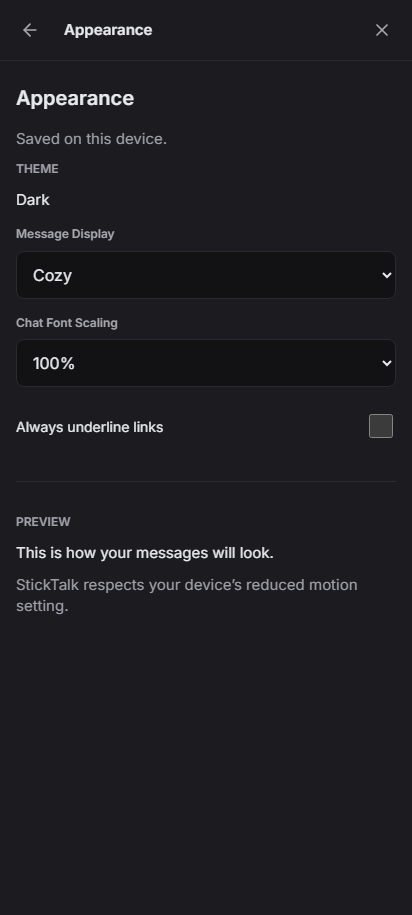 Appearance
Appearance
Saved on this device.
THEME
Dark
Message Display
Cozy
Chat Font Scaling
100%
Always underline links
PREVIEW
This is how your messages will look.
StickTalk respects your device’s reduced motion
setting.